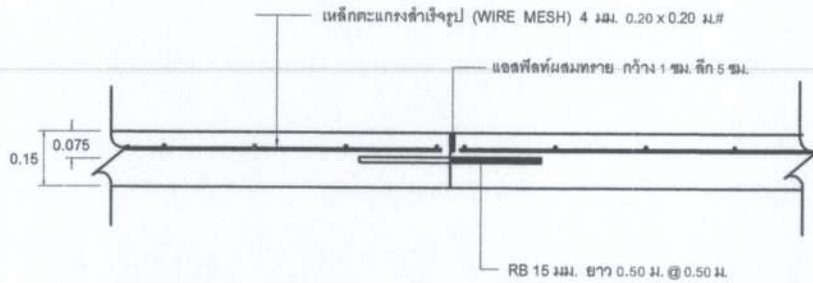 เหล็กตะแกรงสำเร็จรูป (WIRE MESH) 4 มม. 0.20 x 0.20 ม.#
แอสฟัลท์ผสมทราย กว้าง 1 ซม. ลึก 5 ซม.
0.075
0.15
RB 15 มม. ยาว 0.50 ม. @ 0.50 ม.